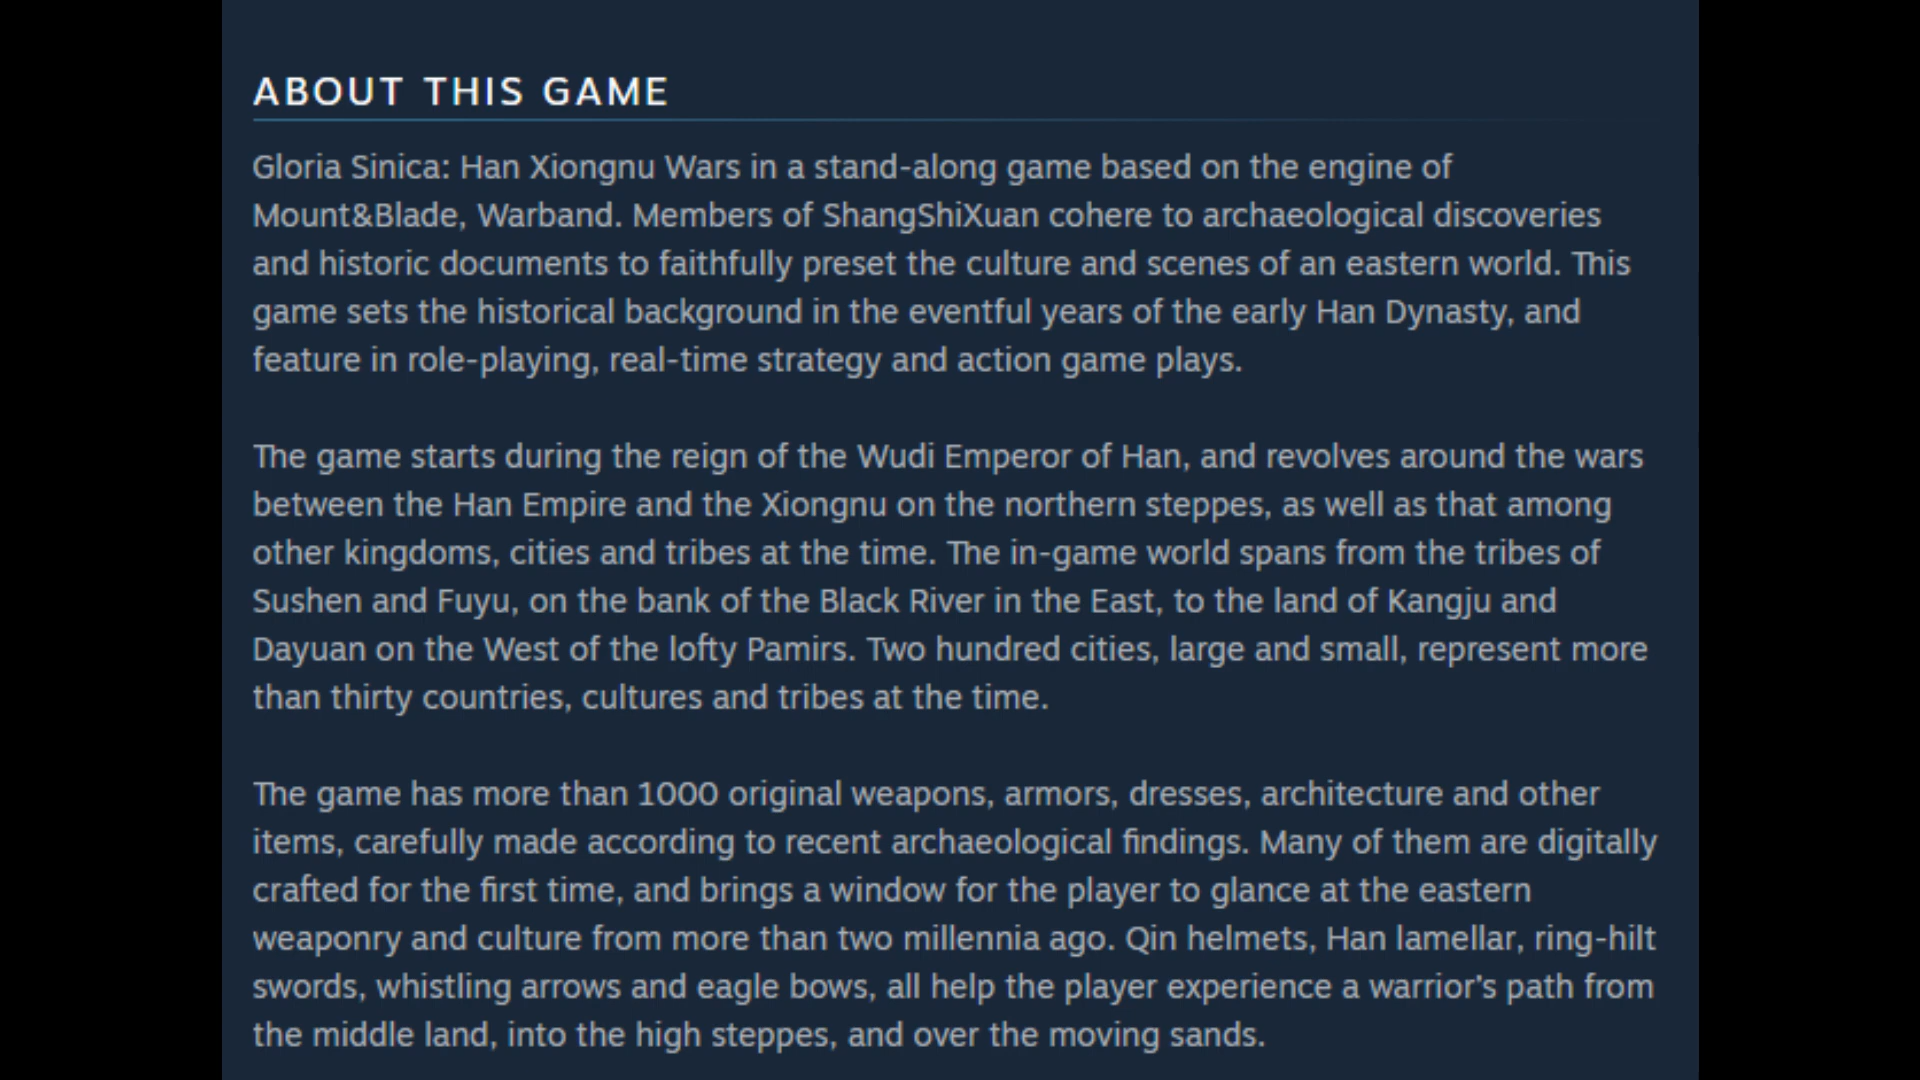 ABOUT THIS GAME
Gloria Sinica: Han Xiongnu Wars in a stand-along game based on the engine of
Mount&Blade, Warband. Members of ShangShiXuan cohere to archaeological discoveries
and historic documents to faithfully preset the culture and scenes of an eastern world. This
game sets the historical background in the eventful years of the early Han Dynasty, and
feature in role-playing, real-time strategy and action game plays.
The game starts during the reign of the Wudi Emperor of Han, and revolves around the wars
between the Han Empire and the Xiongnu on the northern steppes, as well as that among
other kingdoms, cities and tribes at the time. The in-game world spans from the tribes of
Sushen and Fuyu, on the bank of the Black River in the East, to the land of Kangju and
Dayuan on the West of the lofty Pamirs. Two hundred cities, large and small, represent more
than thirty countries, cultures and tribes at the time.
The game has more than 1000 original weapons, armors, dresses, architecture and other
items, carefully made according to recent archaeological findings. Many of them are digitally
crafted for the first time, and brings a window for the player to glance at the eastern
weaponry and culture from more than two millennia ago. Qin helmets, Han lamellar, ring-hilt
swords, whistling arrows and eagle bows, all help the player experience a warrior’s path from
the middle land, into the high steppes, and over the moving sands.